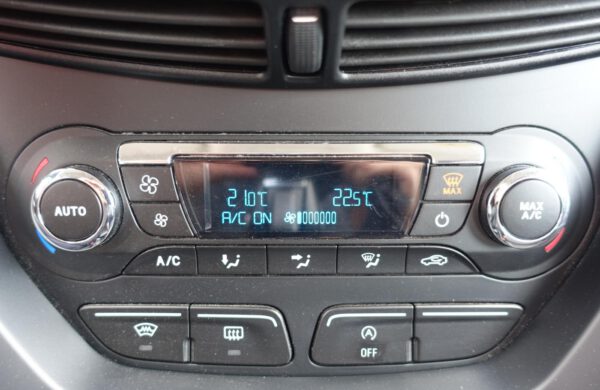 21.0°C 22.5°C
A/C ON
AUTO
MAX
MAX
A/C
A/C
OFF